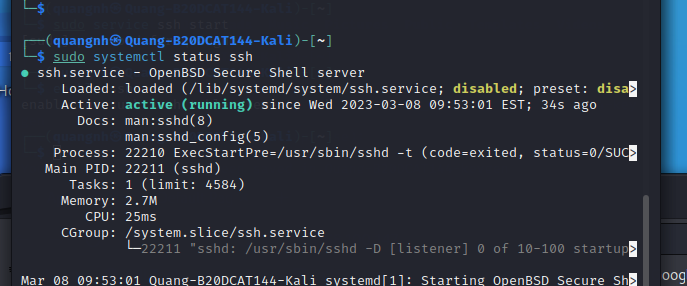 └─$
┌──(quangnh㉿Quang-B20DCAT144-Kali)-[~]
└─$ sudo systemctl status ssh
● ssh.service - OpenBSD Secure Shell server
Loaded: loaded (/lib/systemd/system/ssh.service; disabled; preset: disa>
Active: active (running) since Wed 2023-03-08 09:53:01 EST; 34s ago
Docs: man:sshd(8)
man:sshd_config(5)
Process: 22210 ExecStartPre=/usr/sbin/sshd -t (code=exited, status=0/SUC>
Main PID: 22211 (sshd)
Tasks: 1 (limit: 4584)
Memory: 2.7M
CPU: 25ms
CGroup: /system.slice/ssh.service
└─22211 "sshd: /usr/sbin/sshd -D [listener] 0 of 10-100 startup>
Mar 08 09:53:01 Quang-B20DCAT144-Kali systemd[1]: Starting OpenBSD Secure Sh>